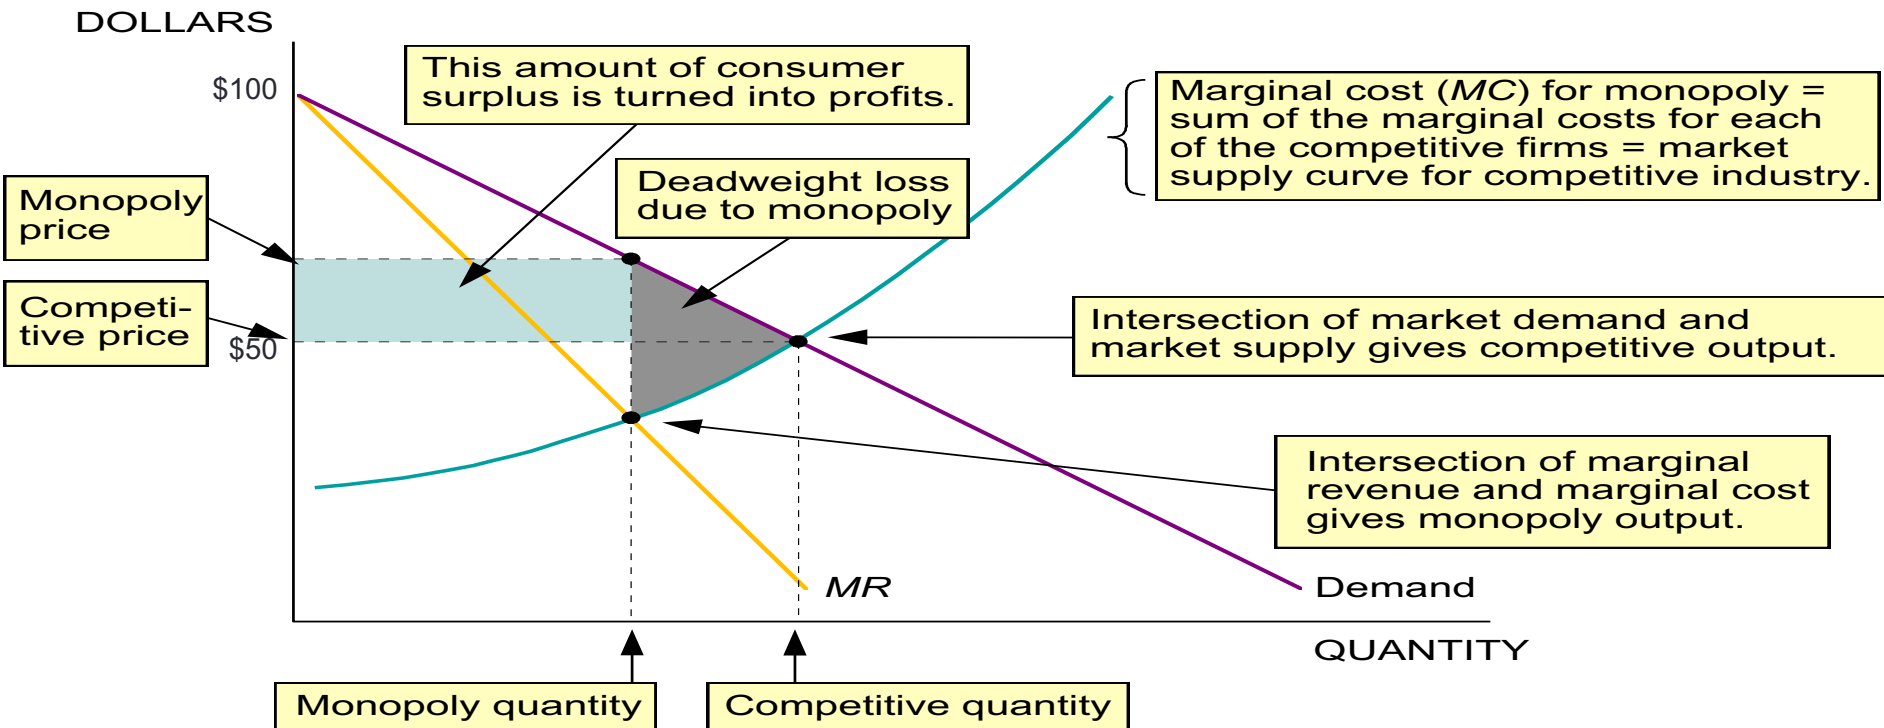 DOLLARS
$100
This amount of consumer
surplus is turned into profits.
Marginal cost (MC) for monopoly =
sum of the marginal costs for each
of the competitive firms = market
supply curve for competitive industry.
Deadweight loss
due to monopoly
Monopoly
price
Competi-
tive price
$50
Intersection of market demand and
market supply gives competitive output.
Intersection of marginal
revenue and marginal cost
gives monopoly output.
MR
Demand
QUANTITY
Monopoly quantity
Competitive quantity